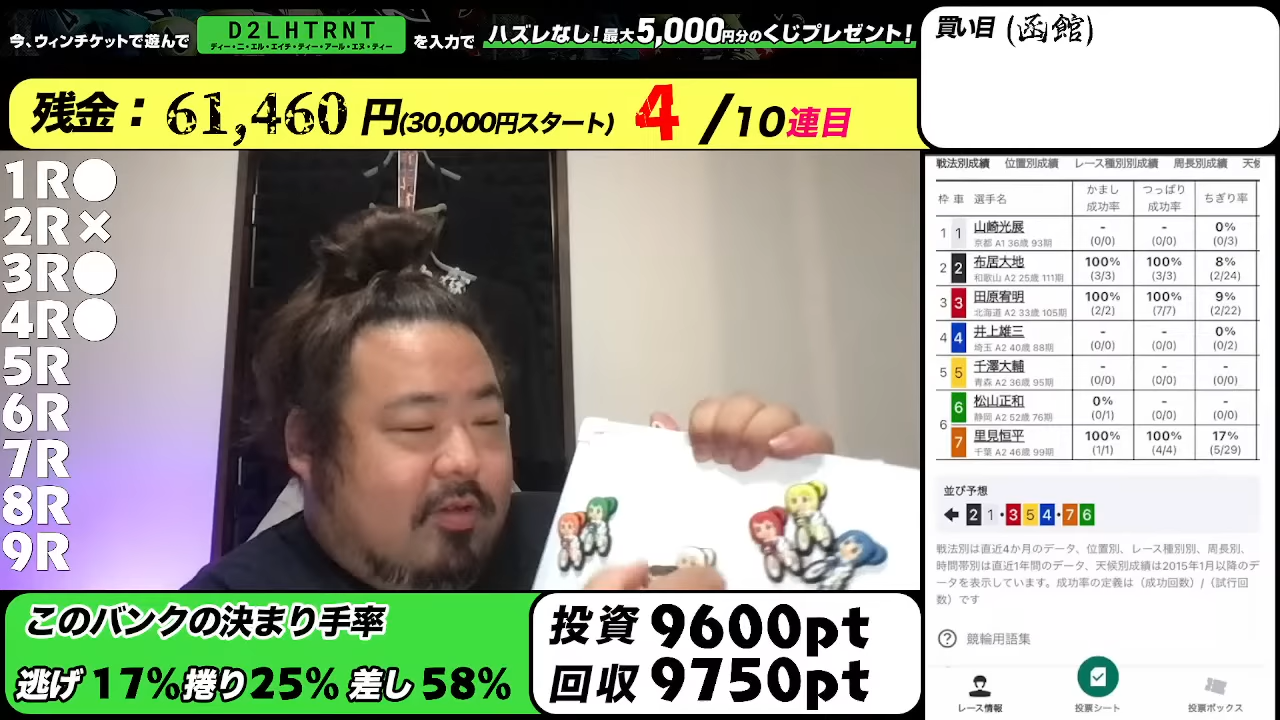 今、ウィンチケットで遊んで
D2LHTRNT
ディー・ニ・エル・エイチ・ティー・アール・エヌ・ティー
を入力で
ハズレなし!最大5,000円分のくじプレゼント!
残金：61,460円(30,000円スタート) 4/10連目
1R○
2R×
3R○
4R○
5R
6R
7R
8R
9R
このバンクの決まり手率
逃げ 17% 捲り 25% 差し 58%
投資 9600pt
回収 9750pt
買い目 (函館)
戦法別成績 位置別成績 レース種別別成績 周長別成績 天候
枠 車 選手名 かまし成功率 つっぱり成功率 ちぎり率
1 1 山崎光展 - - 0%
京都 A1 36歳 93期 (0/0) (0/0) (0/3)
2 2 布居大地 100% 100% 8%
和歌山 A2 25歳 111期 (3/3) (3/3) (2/24)
3 3 田原宥明 100% 100% 9%
北海道 A2 33歳 105期 (2/2) (7/7) (2/22)
4 4 井上雄三 - - 0%
埼玉 A2 40歳 88期 (0/0) (0/0) (0/2)
5 5 千澤大輔 - - -
青森 A2 36歳 95期 (0/0) (0/0) (0/0)
6 6 松山正和 0% - -
静岡 A2 52歳 76期 (0/1) (0/0) (0/0)
7 里見恒平 100% 100% 17%
千葉 A2 46歳 99期 (1/1) (4/4) (5/29)
並び予想
← 2 1・3 5 4・7 6
戦法別は直近4か月のデータ、位置別、レース種別別、周長別、
時間帯別は直近1年間のデータ、天候別成績は2015年1月以降のデ
ータを表示しています。成功率の定義は（成功回数）/（試行回
数）です
? 競輪用語集
レース情報 投票シート 投票ボックス